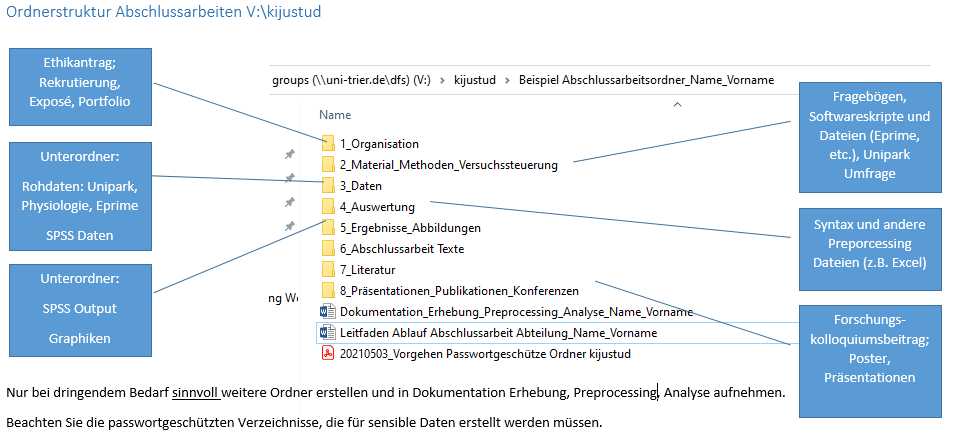 Ordnerstruktur Abschlussarbeiten V:\kijustud
Ethikantrag;
Rekrutierung,
Exposé, Portfolio
Unterordner:
Rohdaten: Unipark,
Physiologie, Eprime
SPSS Daten
Unterordner:
SPSS Output
Graphiken
groups (\\uni-trier.de\dfs) (V:) > kijustud > Beispiel Abschlussarbeitsordner_Name_Vorname
Name
1_Organisation
2_Material_Methoden_Versuchssteuerung
3_Daten
4_Auswertung
5_Ergebnisse_Abbildungen
6_Abschlussarbeit Texte
7_Literatur
8_Präsentationen_Publikationen_Konferenzen
Dokumentation_Erhebung_Preprocessing_Analyse_Name_Vorname
Leitfaden Ablauf Abschlussarbeit Abteilung_Name_Vorname
20210503_Vorgehen Passwortgeschütze Ordner kijustud
Fragebögen,
Softwareskripte und
Dateien (Eprime,
etc.), Unipark
Umfrage
Syntax und andere
Preporcessing
Dateien (z.B. Excel)
Forschungs-
kolloquiumsbeitrag;
Poster,
Präsentationen
Nur bei dringendem Bedarf sinnvoll weitere Ordner erstellen und in Dokumentation Erhebung, Preprocessing, Analyse aufnehmen.
Beachten Sie die passwortgeschützten Verzeichnisse, die für sensible Daten erstellt werden müssen.